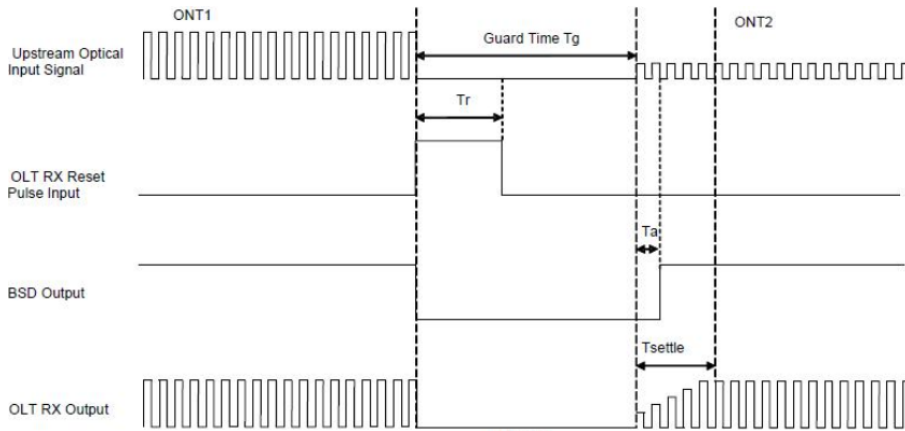 ONT1
ONT2
Upstream Optical
Input Signal
Guard Time Tg
Tr
OLT RX Reset
Pulse Input
Ta
BSD Output
Tsettle
OLT RX Output